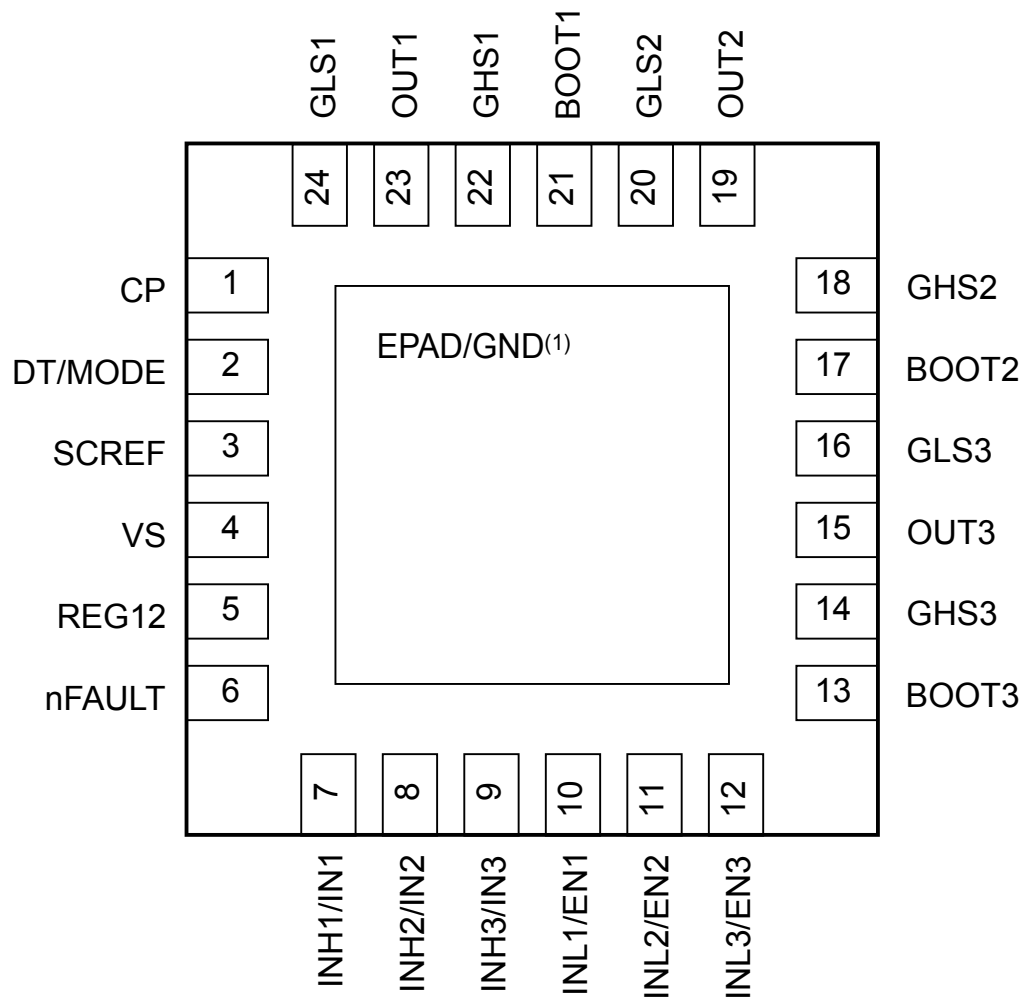 GLS1
OUT1
GHS1
BOOT1
GLS2
OUT2
24
23
22
21
20
19
CP 1
DT/MODE 2
SCREF 3
VS 4
REG12 5
nFAULT 6
EPAD/GND(1)
18 GHS2
17 BOOT2
16 GLS3
15 OUT3
14 GHS3
13 BOOT3
7
8
9
10
11
12
INH1/IN1
INH2/IN2
INH3/IN3
INL1/EN1
INL2/EN2
INL3/EN3